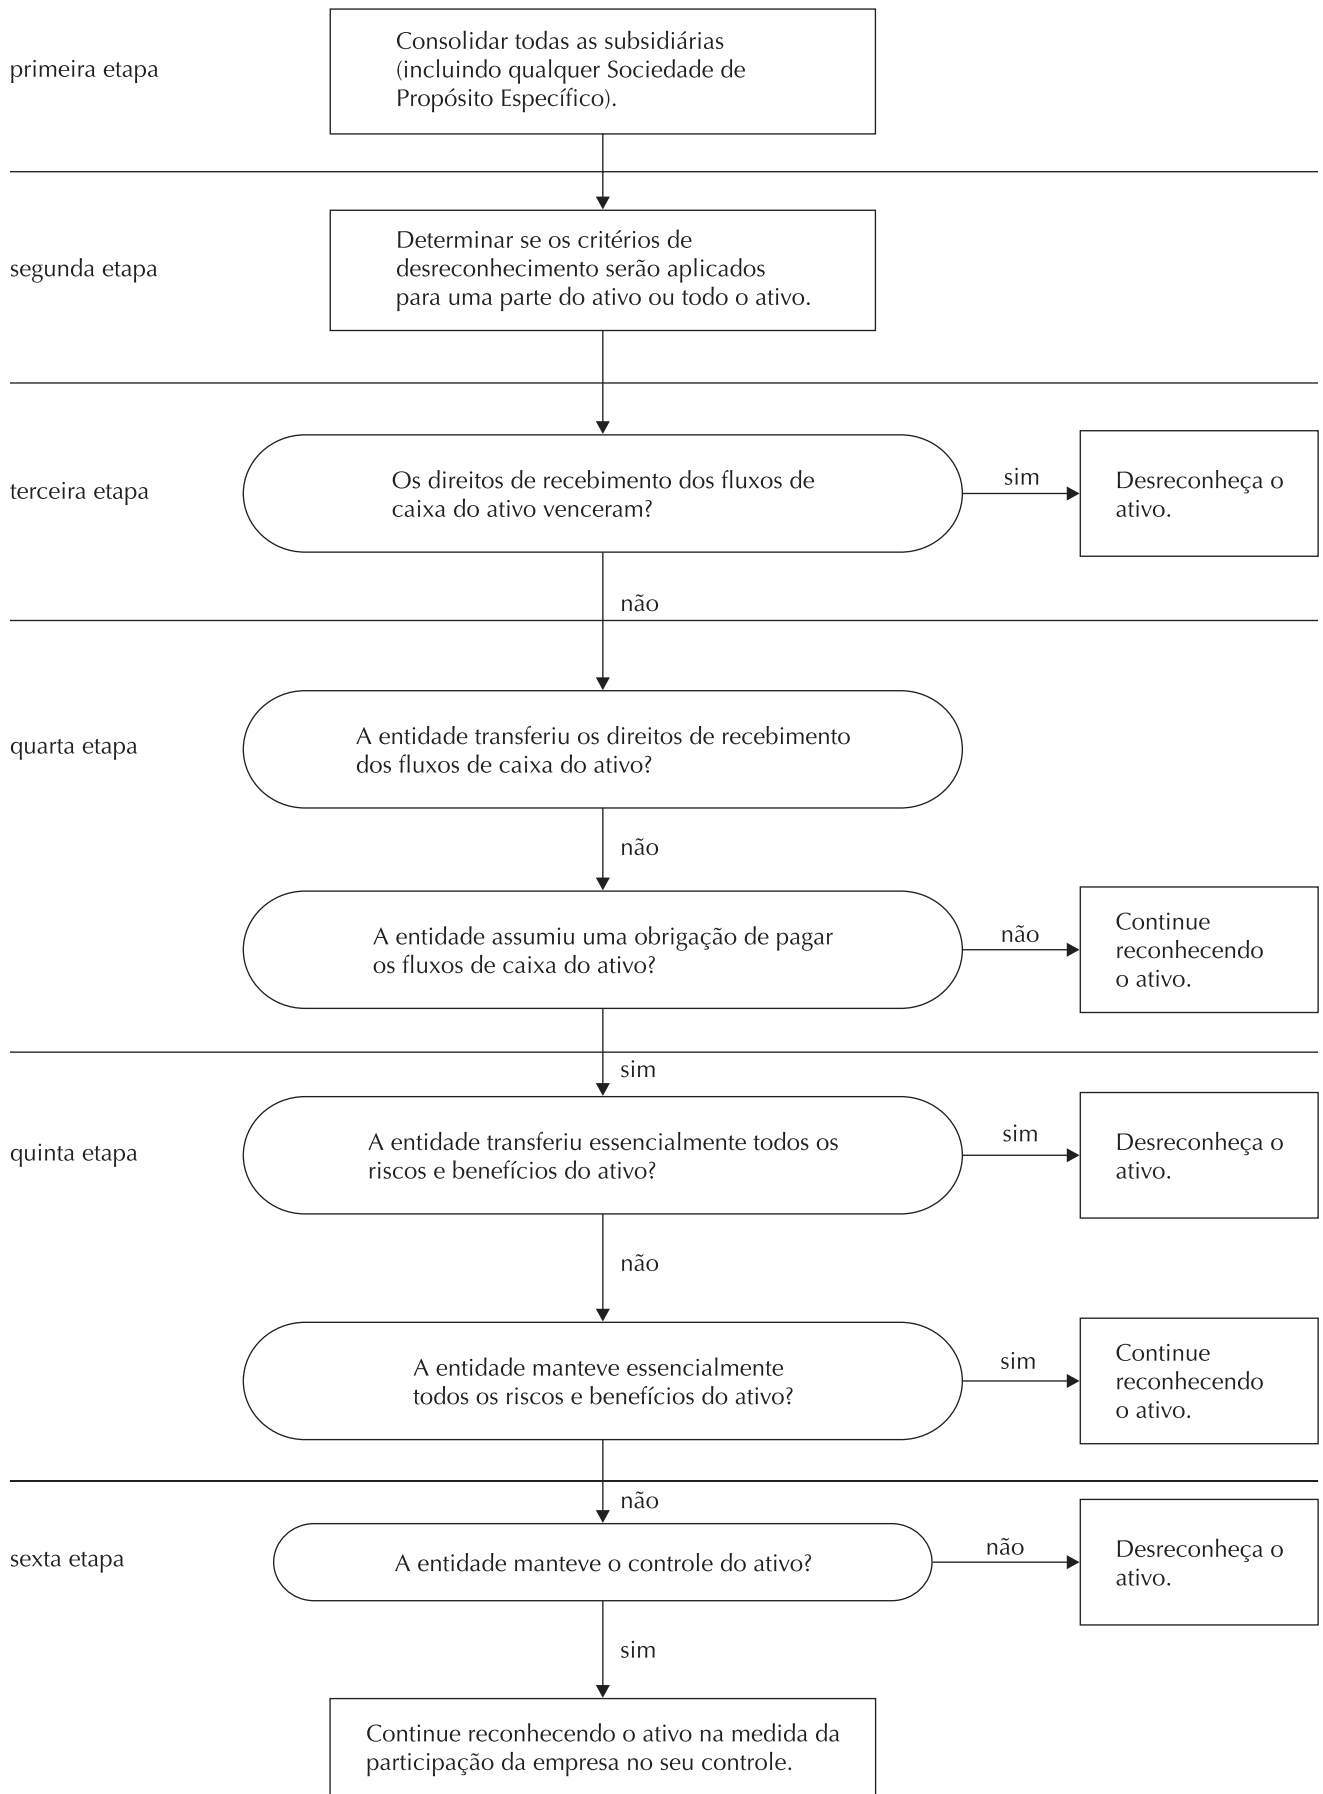 primeira etapa
Consolidar todas as subsidiárias
(incluindo qualquer Sociedade de
Propósito Específico).
segunda etapa
Determinar se os critérios de
desreconhecimento serão aplicados
para uma parte do ativo ou todo o ativo.
terceira etapa
Os direitos de recebimento dos fluxos de
caixa do ativo venceram?
sim
Desreconheça o
ativo.
não
quarta etapa
A entidade transferiu os direitos de recebimento
dos fluxos de caixa do ativo?
não
A entidade assumiu uma obrigação de pagar
os fluxos de caixa do ativo?
não
Continue
reconhecendo
o ativo.
sim
quinta etapa
A entidade transferiu essencialmente todos os
riscos e benefícios do ativo?
sim
Desreconheça o
ativo.
não
A entidade manteve essencialmente
todos os riscos e benefícios do ativo?
sim
Continue
reconhecendo
o ativo.
não
sexta etapa
A entidade manteve o controle do ativo?
não
Desreconheça o
ativo.
sim
Continue reconhecendo o ativo na medida da
participação da empresa no seu controle.